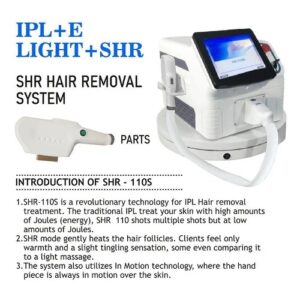 IPL+E
LIGHT+SHR
SHR HAIR REMOVAL
SYSTEM
PARTS
INTRODUCTION OF SHR - 110S
1.SHR-110S is a revolutionary technology for IPL Hair removal
treatment. The traditional IPL treat your skin with high amounts
of Joules (energy), SHR 110 shots multiple shots but at low
amounts of Joules.
2.SHR mode gently heats the hair follicles. Clients feel only
warmth and a slight tingling sensation, some even comparing it
to a light massage.
3.The system also utilizes In Motion technology, where the hand
piece is always in motion over the skin.